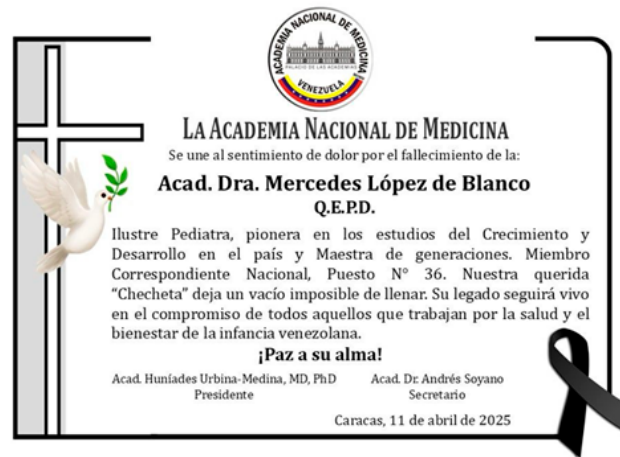 ACADEMIA NACIONAL DE MEDICINA
PALACIO DE LAS ACADEMIAS
VENEZUELA
LA ACADEMIA NACIONAL DE MEDICINA
Se une al sentimiento de dolor por el fallecimiento de la:
Acad. Dra. Mercedes López de Blanco
Q.E.P.D.
Ilustre Pediatra, pionera en los estudios del Crecimiento y
Desarrollo en el país y Maestra de generaciones. Miembro
Correspondiente Nacional, Puesto N° 36. Nuestra querida
“Checheta” deja un vacío imposible de llenar. Su legado seguirá vivo
en el compromiso de todos aquellos que trabajan por la salud y el
bienestar de la infancia venezolana.
¡Paz a su alma!
Acad. Huníades Urbina-Medina, MD, PhD Acad. Dr. Andrés Soyano
Presidente Secretario
Caracas, 11 de abril de 2025